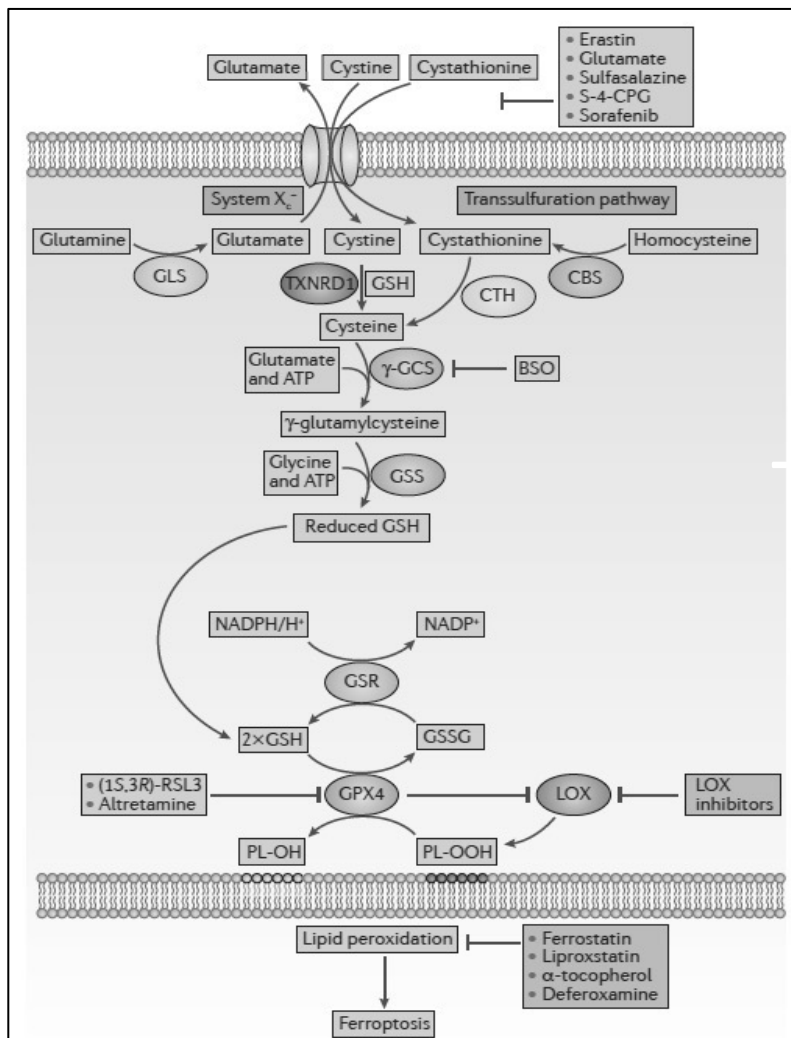 • Erastin
• Glutamate
• Sulfasalazine
• S-4-CPG
• Sorafenib
Glutamate
Cystine
Cystathionine
System Xc−
Transsulfuration pathway
Glutamine
Glutamate
Cystine
Cystathionine
Homocysteine
GLS
TXNRD1
GSH
CTH
CBS
Cysteine
Glutamate
and ATP
γ-GCS
BSO
γ-glutamylcysteine
Glycine
and ATP
GSS
Reduced GSH
NADPH/H+
NADP+
GSR
2×GSH
GSSG
• (1S,3R)-RSL3
• Altretamine
GPX4
LOX
LOX
inhibitors
PL-OH
PL-OOH
Lipid peroxidation
• Ferrostatin
• Liproxstatin
• α-tocopherol
• Deferoxamine
Ferroptosis